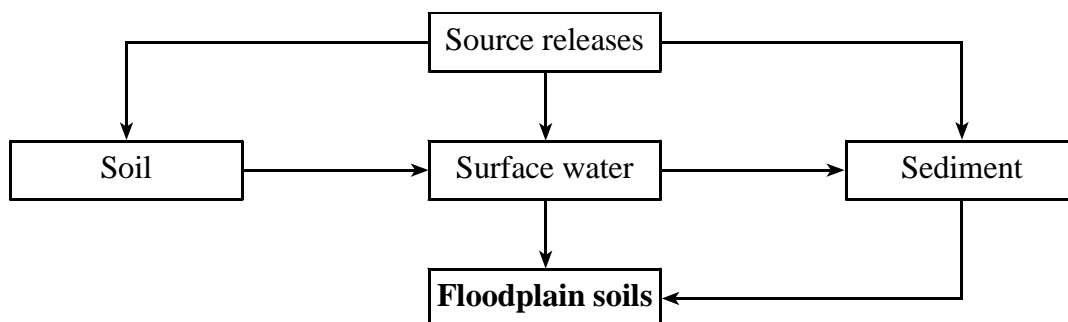 Source releases
Soil
Surface water
Sediment
Floodplain soils